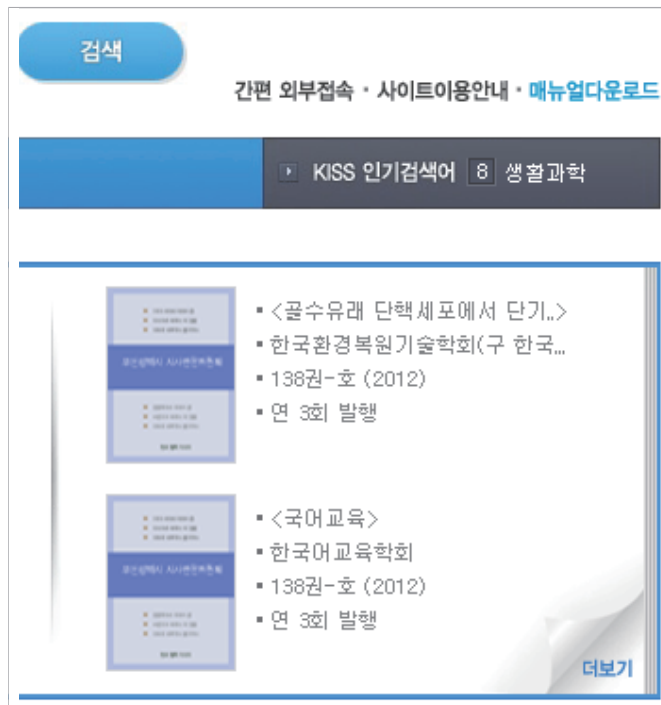 검색
간편 외부접속 · 사이트이용안내 · 매뉴얼다운로드
KISS 인기검색어 8 생활과학
<골수유래 단핵세포에서 단기..>
한국환경복원기술학회(구 한국...
138권-호 (2012)
연 3회 발행
<국어교육>
한국어교육학회
138권-호 (2012)
연 3회 발행
더보기